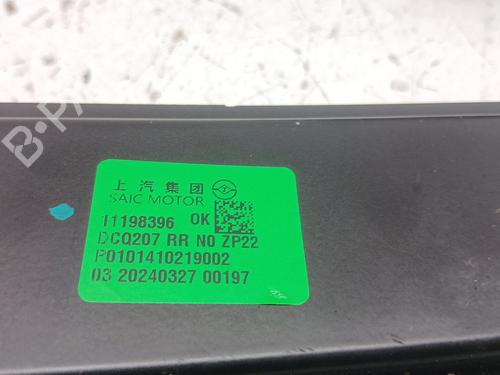 上汽集团
SAIC MOTOR
11198396 OK
DCQ207 RR NO ZP22
P0101410219002
03 20240327 00197